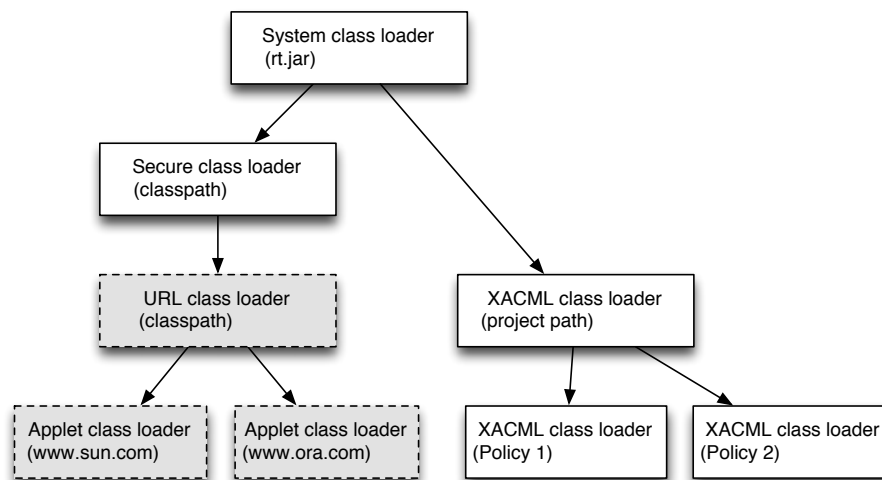 System class loader
(rt.jar)
Secure class loader
(classpath)
URL class loader
(classpath)
XACML class loader
(project path)
Applet class loader
(www.sun.com)
Applet class loader
(www.ora.com)
XACML class loader
(Policy 1)
XACML class loader
(Policy 2)